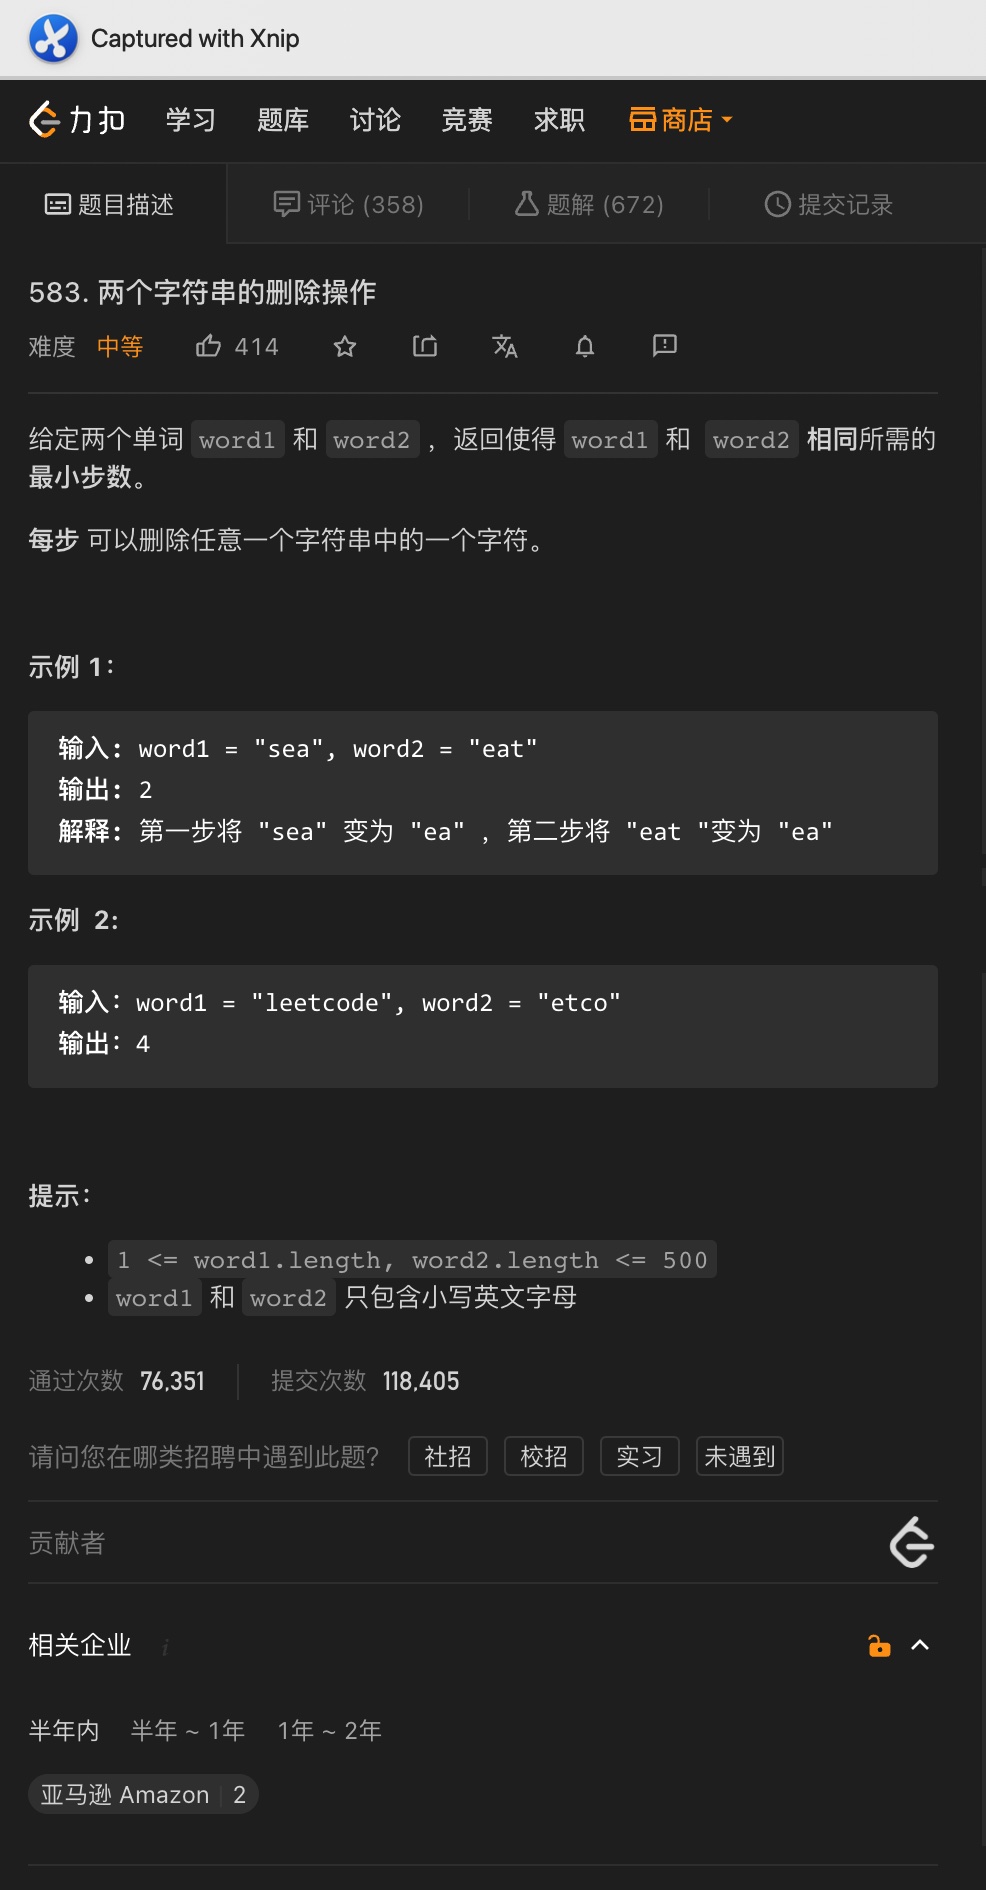 Captured with Xnip
力扣 学习 题库 讨论 竞赛 求职 商店
题目描述 评论 (358) 题解 (672) 提交记录
583. 两个字符串的删除操作
难度 中等 414
给定两个单词 word1 和 word2 ，返回使得 word1 和 word2 相同所需的
最小步数。
每步 可以删除任意一个字符串中的一个字符。
示例 1：
输入: word1 = "sea", word2 = "eat"
输出: 2
解释: 第一步将 "sea" 变为 "ea" ，第二步将 "eat "变为 "ea"
示例 2:
输入：word1 = "leetcode", word2 = "etco"
输出：4
提示：
1 <= word1.length, word2.length <= 500
word1 和 word2 只包含小写英文字母
通过次数 76,351 提交次数 118,405
请问您在哪类招聘中遇到此题? 社招 校招 实习 未遇到
贡献者
相关企业 i
半年内 半年 ~ 1年 1年 ~ 2年
亚马逊 Amazon 2